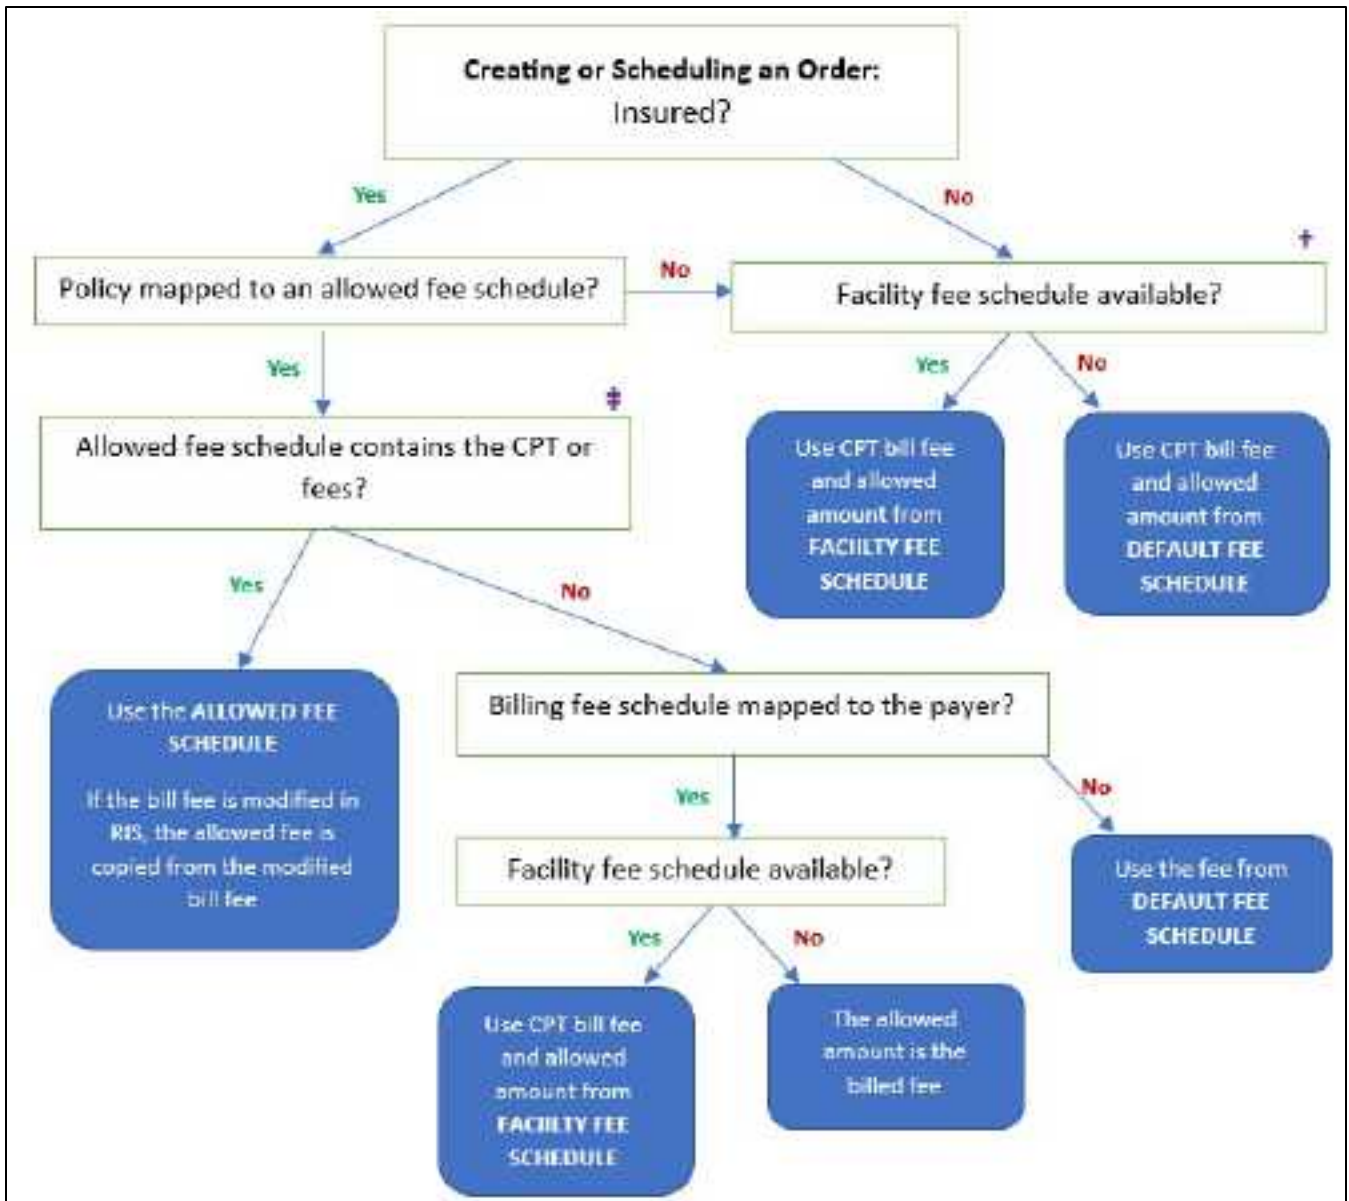 Creating or Scheduling an Order:
Insured?
Yes
No
†
Policy mapped to an allowed fee schedule?
No
Facility fee schedule available?
Yes
‡
Yes
No
Allowed fee schedule contains the CPT or
fees?
Use CPT bill fee
and allowed
amount from
FACIILTY FEE
SCHEDULE
Use CPT bill fee
and allowed
amount from
DEFAULT FEE
SCHEDULE
Yes
No
Use the ALLOWED FEE
SCHEDULE
If the bill fee is modified in
RIS, the allowed fee is
copied from the modified
bill fee
Billing fee schedule mapped to the payer?
Yes
No
Facility fee schedule available?
Use the fee from
DEFAULT FEE
SCHEDULE
Yes
No
Use CPT bill fee
and allowed
amount from
FACIILTY FEE
SCHEDULE
The allowed
amount is the
billed fee